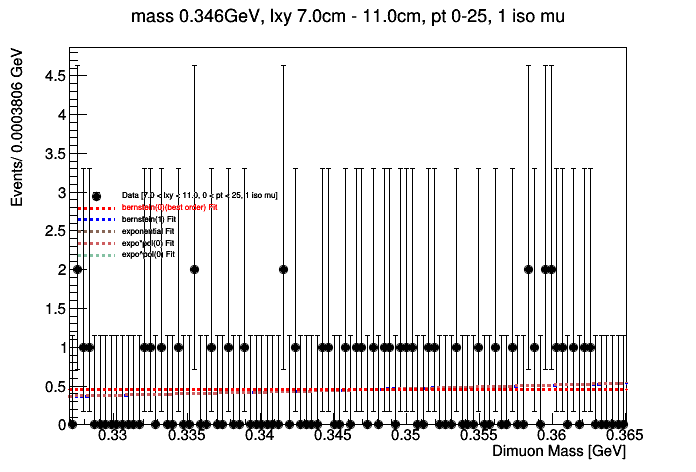 mass 0.346GeV, lxy 7.0cm - 11.0cm, pt 0-25, 1 iso mu
Events/ 0.0003806 GeV
4.5
4
3.5
3
2.5
2
1.5
1
0.5
0
Data [7.0 < lxy < 11.0, 0 < pt < 25, 1 iso mu]
bernstein(0)(best order) Fit
bernstein(1) Fit
exponential Fit
expo*pol(0) Fit
expo*pol(0) Fit
0.33 0.335 0.34 0.345 0.35 0.355 0.36 0.365
Dimuon Mass [GeV]